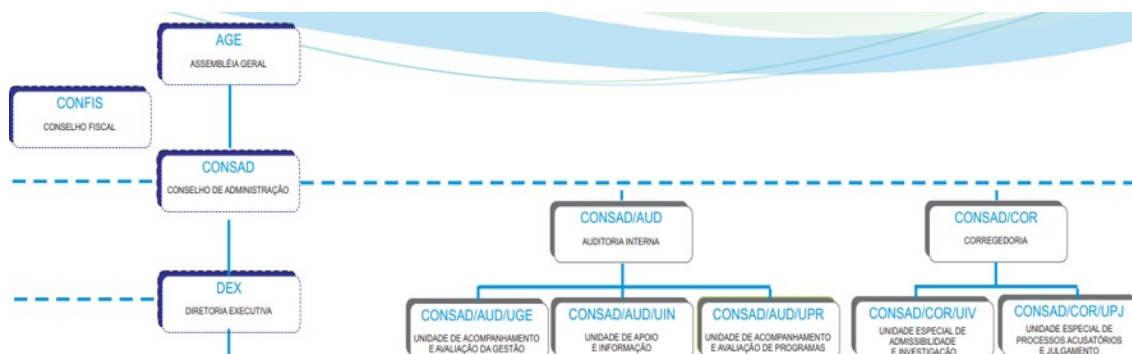 AGE
ASSEMBLÉIA GERAL
CONFIS
CONSELHO FISCAL
CONSAD
CONSELHO DE ADMINISTRAÇÃO
CONSAD/AUD
AUDITORIA INTERNA
CONSAD/COR
CORREGEDORIA
DEX
DIRETORIA EXECUTIVA
CONSAD/AUD/UGE
UNIDADE DE ACOMPANHAMENTO
E AVALIAÇÃO DA GESTÃO
CONSAD/AUD/UIN
UNIDADE DE APOIO
E INFORMAÇÃO
CONSAD/AUD/UPR
UNIDADE DE ACOMPANHAMENTO
E AVALIAÇÃO DE PROGRAMAS
CONSAD/COR/UIV
UNIDADE ESPECIAL DE
ADMISSIBILIDADE
E INVESTIGAÇÃO
CONSAD/COR/UPJ
UNIDADE ESPECIAL DE
PROCESSOS ACUSATÓRIOS
E JULGAMENTO